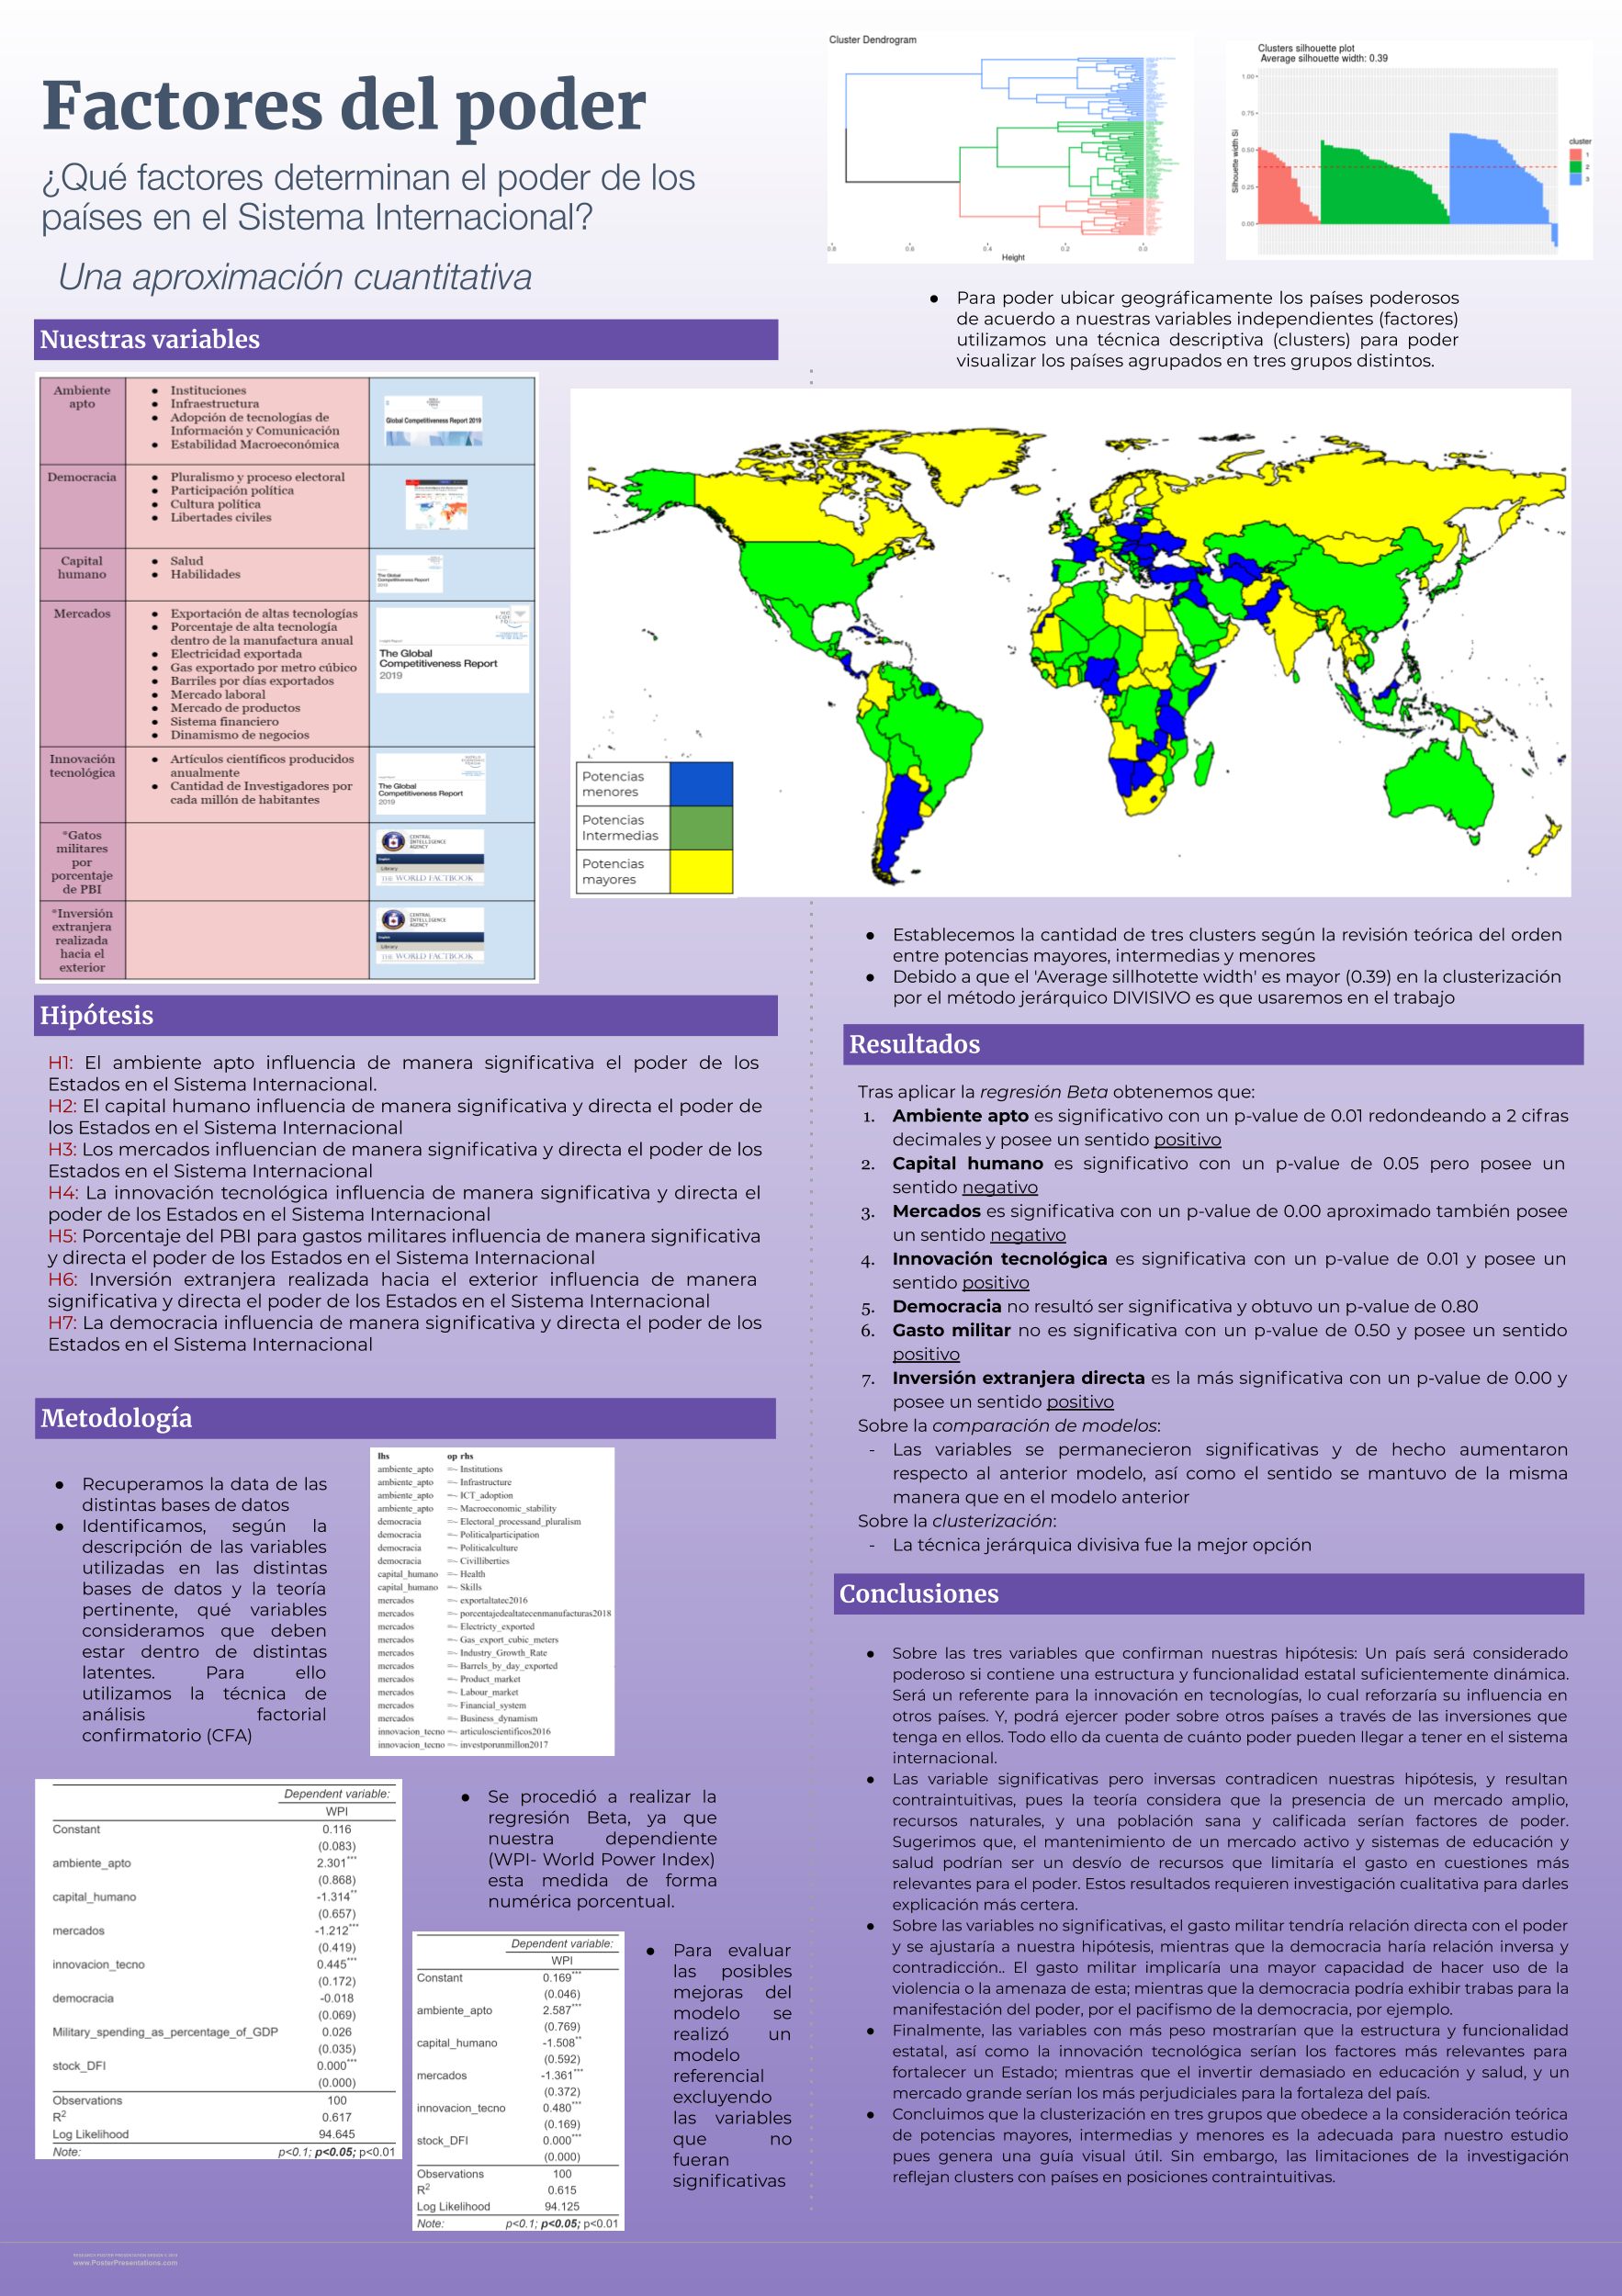 Factores del poder
¿Qué factores determinan el poder de los
países en el Sistema Internacional?
Una aproximación cuantitativa
Nuestras variables
Ambiente
apto
● Instituciones
● Infraestructura
● Adopción de tecnologías de
Información y Comunicación
● Estabilidad Macroeconómica
Global Competitiveness Report 2019
Democracia
● Pluralismo y proceso electoral
● Participación política
● Cultura política
● Libertades civiles
Capital
humano
● Salud
● Habilidades
The Global
Competitiveness Report
2019
Mercados
● Exportación de altas tecnologías
● Porcentaje de alta tecnología
dentro de la manufactura anual
● Electricidad exportada
● Gas exportado por metro cúbico
● Barriles por días exportados
● Mercado laboral
● Mercado de productos
● Sistema financiero
● Dinamismo de negocios
The Global
Competitiveness Report
2019
Innovación
tecnológica
● Artículos científicos producidos
anualmente
● Cantidad de Investigadores por
cada millón de habitantes
The Global
Competitiveness Report
2019
*Gatos
militares
por
porcentaje
de PBI
CENTRAL
INTELLIGENCE
AGENCY
Library
THE WORLD FACTBOOK
*Inversión
extranjera
realizada
hacia el
exterior
CENTRAL
INTELLIGENCE
AGENCY
Library
THE WORLD FACTBOOK
Hipótesis
H1: El ambiente apto influencia de manera significativa el poder de los
Estados en el Sistema Internacional.
H2: El capital humano influencia de manera significativa y directa el poder de
los Estados en el Sistema Internacional
H3: Los mercados influencian de manera significativa y directa el poder de los
Estados en el Sistema Internacional
H4: La innovación tecnológica influencia de manera significativa y directa el
poder de los Estados en el Sistema Internacional
H5: Porcentaje del PBI para gastos militares influencia de manera significativa
y directa el poder de los Estados en el Sistema Internacional
H6: Inversión extranjera realizada hacia el exterior influencia de manera
significativa y directa el poder de los Estados en el Sistema Internacional
H7: La democracia influencia de manera significativa y directa el poder de los
Estados en el Sistema Internacional
Metodología
● Recuperamos la data de las
distintas bases de datos
● Identificamos, según la
descripción de las variables
utilizadas en las distintas
bases de datos y la teoría
pertinente, qué variables
consideramos que deben
estar dentro de distintas
latentes. Para ello
utilizamos la técnica de
análisis factorial
confirmatorio (CFA)
lhs op rhs
ambiente_apto =~ Institutions
ambiente_apto =~ Infrastructure
ambiente_apto =~ ICT_adoption
ambiente_apto =~ Macroeconomic_stability
democracia =~ Electoral_processand_pluralism
democracia =~ Politicalparticipation
democracia =~ Politicalculture
democracia =~ Civilliberties
capital_humano =~ Health
capital_humano =~ Skills
mercados =~ exportaltatec2016
mercados =~ porcentajedealtatecenmanufacturas2018
mercados =~ Electricty_exported
mercados =~ Gas_export_cubic_meters
mercados =~ Industry_Growth_Rate
mercados =~ Barrels_by_day_exported
mercados =~ Product_market
mercados =~ Labour_market
mercados =~ Financial_system
mercados =~ Business_dynamism
innovacion_tecno =~ articuloscientificos2016
innovacion_tecno =~ investporunmillon2017
Dependent variable:
WPI
Constant 0.116
(0.083)
ambiente_apto 2.301***
(0.868)
capital_humano -1.314**
(0.657)
mercados -1.212***
(0.419)
innovacion_tecno 0.445***
(0.172)
democracia -0.018
(0.069)
Military_spending_as_percentage_of_GDP 0.026
(0.035)
stock_DFI 0.000***
(0.000)
Observations 100
R2 0.617
Log Likelihood 94.645
Note: p<0.1; p<0.05; p<0.01
● Se procedió a realizar la
regresión Beta, ya que
nuestra dependiente
(WPI- World Power Index)
esta medida de forma
numérica porcentual.
Dependent variable:
WPI
Constant 0.169***
(0.046)
ambiente_apto 2.587***
(0.769)
capital_humano -1.508**
(0.592)
mercados -1.361***
(0.372)
innovacion_tecno 0.480***
(0.169)
stock_DFI 0.000***
(0.000)
Observations 100
R2 0.615
Log Likelihood 94.125
Note: p<0.1; p<0.05; p<0.01
● Para evaluar
las posibles
mejoras del
modelo se
realizó un
modelo
referencial
excluyendo
las variables
que no
fueran
significativas
Cluster Dendrogram
0.8 0.6 0.4 0.2 0.0
Height
Clusters silhouette plot
Average silhouette width: 0.39
Silhouette width Si
1.00
0.75
0.50
0.25
0.00
cluster
1
2
3
● Para poder ubicar geográficamente los países poderosos
de acuerdo a nuestras variables independientes (factores)
utilizamos una técnica descriptiva (clusters) para poder
visualizar los países agrupados en tres grupos distintos.
Potencias
menores
Potencias
Intermedias
Potencias
mayores
● Establecemos la cantidad de tres clusters según la revisión teórica del orden
entre potencias mayores, intermedias y menores
● Debido a que el 'Average sillhotette width' es mayor (0.39) en la clusterización
por el método jerárquico DIVISIVO es que usaremos en el trabajo
Resultados
Tras aplicar la regresión Beta obtenemos que:
1. Ambiente apto es significativo con un p-value de 0.01 redondeando a 2 cifras
decimales y posee un sentido positivo
2. Capital humano es significativo con un p-value de 0.05 pero posee un
sentido negativo
3. Mercados es significativa con un p-value de 0.00 aproximado también posee
un sentido negativo
4. Innovación tecnológica es significativa con un p-value de 0.01 y posee un
sentido positivo
5. Democracia no resultó ser significativa y obtuvo un p-value de 0.80
6. Gasto militar no es significativa con un p-value de 0.50 y posee un sentido
positivo
7. Inversión extranjera directa es la más significativa con un p-value de 0.00 y
posee un sentido positivo
Sobre la comparación de modelos:
- Las variables se permanecieron significativas y de hecho aumentaron
respecto al anterior modelo, así como el sentido se mantuvo de la misma
manera que en el modelo anterior
Sobre la clusterización:
- La técnica jerárquica divisiva fue la mejor opción
Conclusiones
● Sobre las tres variables que confirman nuestras hipótesis: Un país será considerado
poderoso si contiene una estructura y funcionalidad estatal suficientemente dinámica.
Será un referente para la innovación en tecnologías, lo cual reforzaría su influencia en
otros países. Y, podrá ejercer poder sobre otros países a través de las inversiones que
tenga en ellos. Todo ello da cuenta de cuánto poder pueden llegar a tener en el sistema
internacional.
● Las variable significativas pero inversas contradicen nuestras hipótesis, y resultan
contraintuitivas, pues la teoría considera que la presencia de un mercado amplio,
recursos naturales, y una población sana y calificada serían factores de poder.
Sugerimos que, el mantenimiento de un mercado activo y sistemas de educación y
salud podrían ser un desvío de recursos que limitaría el gasto en cuestiones más
relevantes para el poder. Estos resultados requieren investigación cualitativa para darles
explicación más certera.
● Sobre las variables no significativas, el gasto militar tendría relación directa con el poder
y se ajustaría a nuestra hipótesis, mientras que la democracia haría relación inversa y
contradicción.. El gasto militar implicaría una mayor capacidad de hacer uso de la
violencia o la amenaza de esta; mientras que la democracia podría exhibir trabas para la
manifestación del poder, por el pacifismo de la democracia, por ejemplo.
● Finalmente, las variables con más peso mostrarían que la estructura y funcionalidad
estatal, así como la innovación tecnológica serían los factores más relevantes para
fortalecer un Estado; mientras que el invertir demasiado en educación y salud, y un
mercado grande serían los más perjudiciales para la fortaleza del país.
● Concluimos que la clusterización en tres grupos que obedece a la consideración teórica
de potencias mayores, intermedias y menores es la adecuada para nuestro estudio
pues genera una guía visual útil. Sin embargo, las limitaciones de la investigación
reflejan clusters con países en posiciones contraintuitivas.
www.PosterPresentations.com